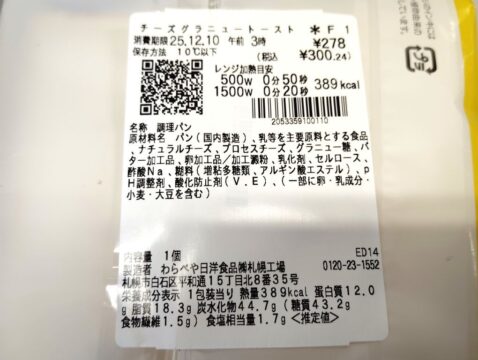 チーズグラニュートースト ＊F1
消費期限25.12.10 午前 3時 ¥278
保存方法 10℃以下 (税込 ¥300.24)
レンジ加熱目安
500w 0分50秒
1500w 0分20秒 389kcal
2053359100110
名称 調理パン
原材料名 パン(国内製造)、乳等を主要原料とする食品
、ナチュラルチーズ、プロセスチーズ、グラニュー糖、バ
ター加工品、卵加工品/加工澱粉、乳化剤、セルロース、
酢酸Na、糊料(増粘多糖類、アルギン酸エステル)、p
H調整剤、酸化防止剤(V.E)、(一部に卵・乳成分・
小麦・大豆を含む)
内容量 1個 ED14
製造者 わらべや日洋食品㈱札幌工場 0120-23-1552
札幌市白石区平和通15丁目北8番35号
栄養成分表示 1包装当り 熱量389kcal 蛋白質12.0
g 脂質18.3g 炭水化物44.7g (糖質43.2g
食物繊維1.5g) 食塩相当量1.7g <推定値>
プラ